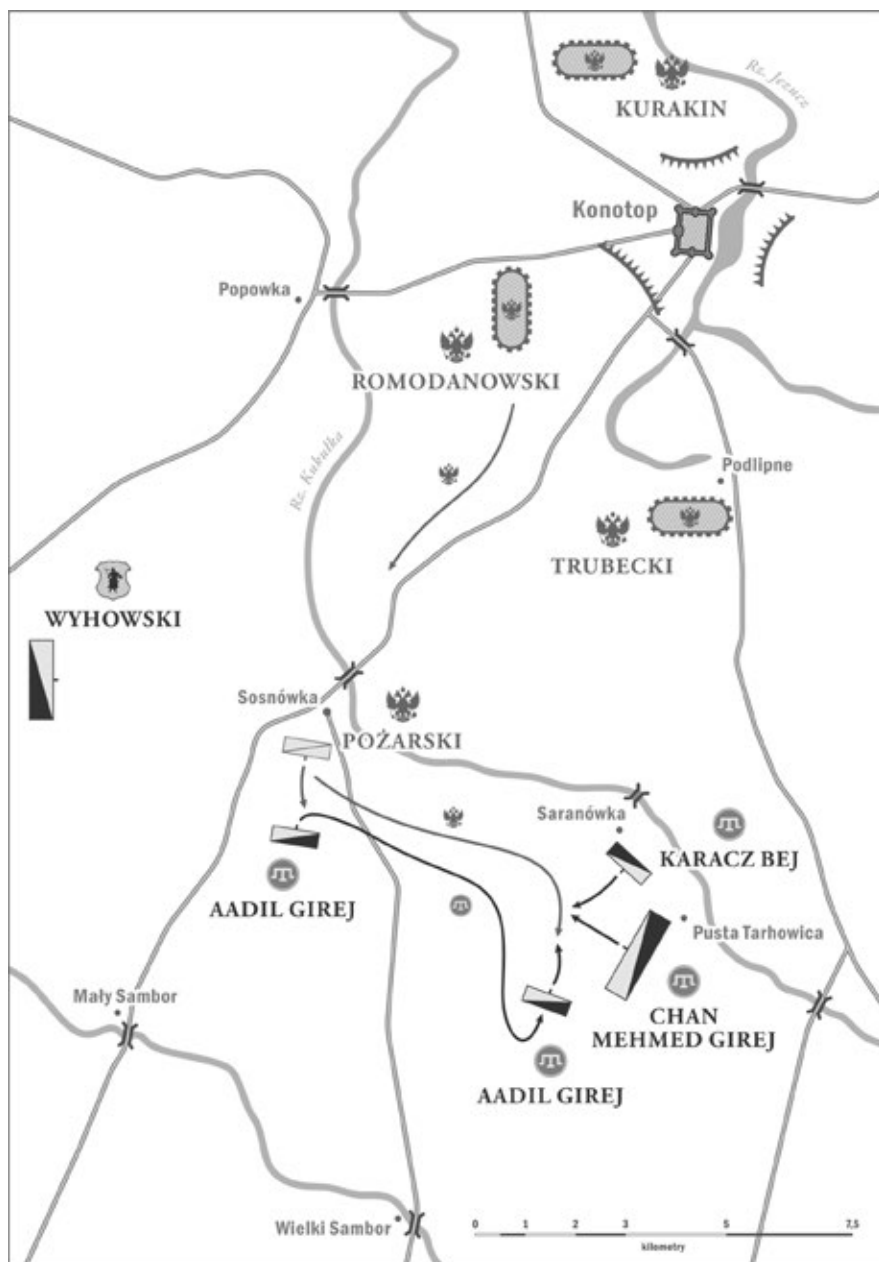 Rz. Jezucz
KURAKIN
Konotop
Popowka
ROMODANOWSKI
Rz. Kubułka
Podlipne
TRUBECKI
WYHOWSKI
Sosnówka
POŻARSKI
Saranówka
KARACZ BEJ
AADIL GIREJ
Pusta Tarhowica
Mały Sambor
CHAN
MEHMED GIREJ
AADIL GIREJ
Wielki Sambor
0 1 2 3 5 7,5
kilometry